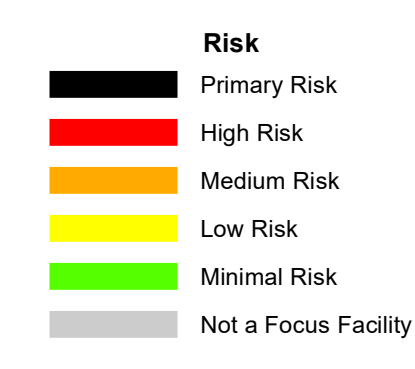 Risk
Primary Risk
High Risk
Medium Risk
Low Risk
Minimal Risk
Not a Focus Facility